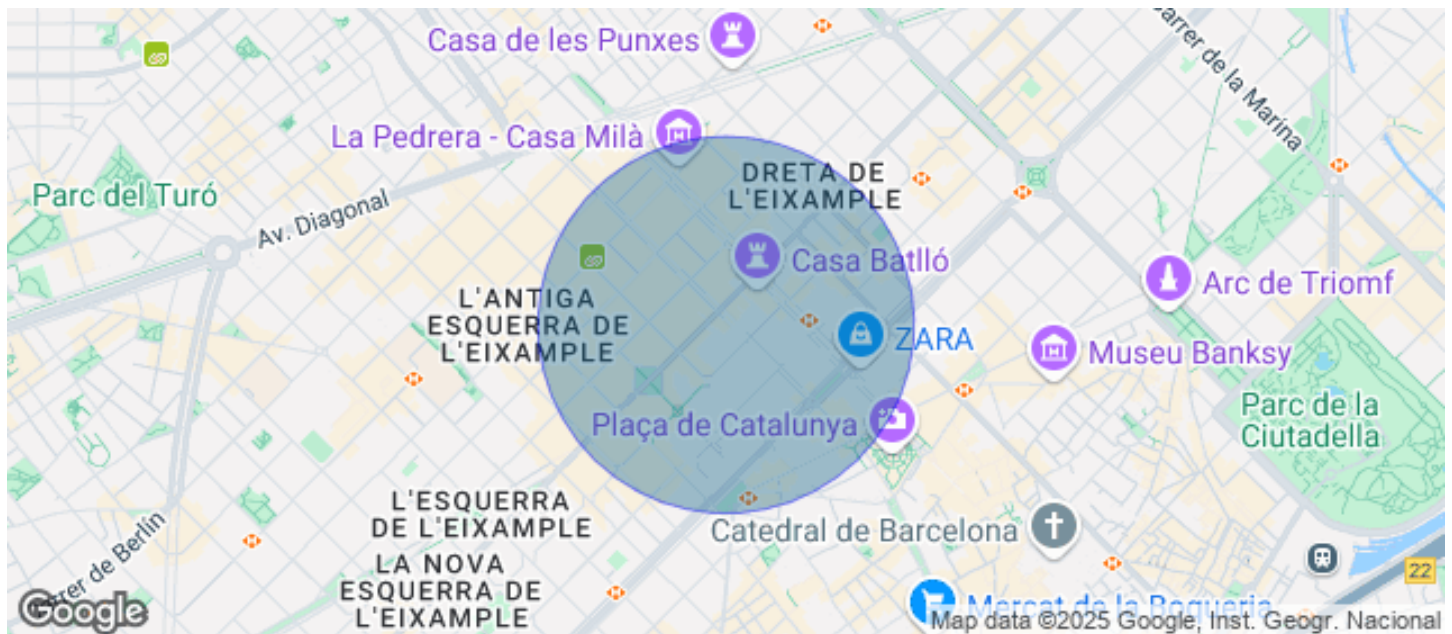 Casa de les Punxes
Carrer de la Marina
La Pedrera - Casa Milà
DRETA DE
L'EIXAMPLE
Parc del Turó
Av. Diagonal
Casa Batlló
Arc de Triomf
L'ANTIGA
ESQUERRA DE
L'EIXAMPLE
ZARA
Museu Banksy
Plaça de Catalunya
Parc de la
Ciutadella
L'ESQUERRA
DE L'EIXAMPLE
Catedral de Barcelona
Carrer de Berlín
LA NOVA
ESQUERRA DE
L'EIXAMPLE
22
Google
Mercat de la Boqueria
Map data ©2025 Google, Inst. Geogr. Nacional